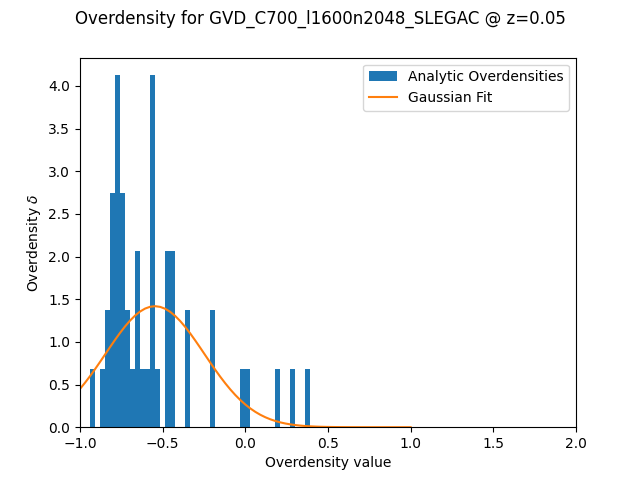 Overdensity for GVD_C700_l1600n2048_SLEGAC @ z=0.05
Analytic Overdensities
Gaussian Fit
Overdensity δ
4.0
3.5
3.0
2.5
2.0
1.5
1.0
0.5
0.0
−1.0 −0.5 0.0 0.5 1.0 1.5 2.0
Overdensity value